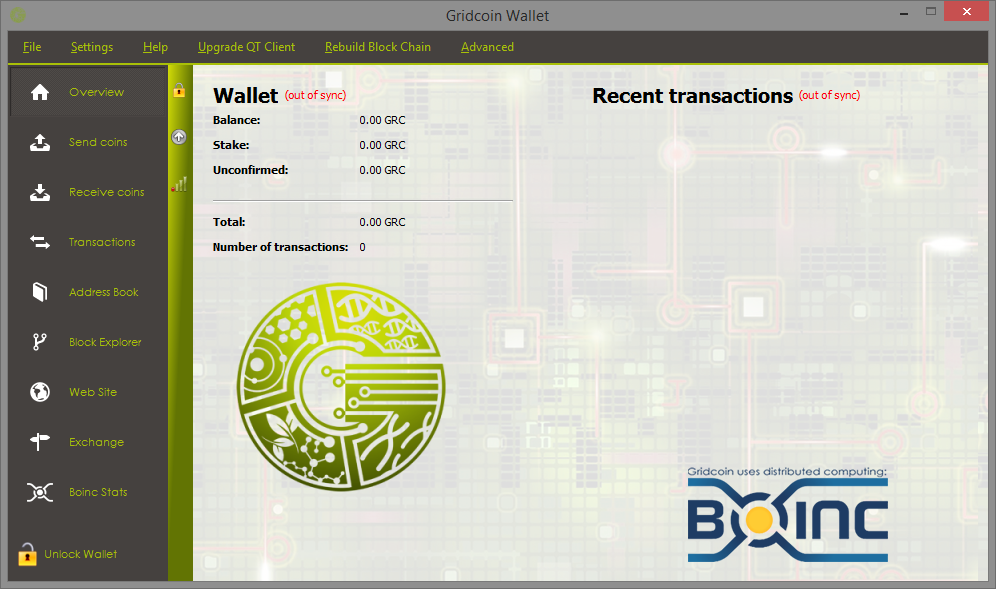 Gridcoin Wallet
File Settings Help Upgrade QT Client Rebuild Block Chain Advanced
Overview
Send coins
Receive coins
Transactions
Address Book
Block Explorer
Web Site
Exchange
Boinc Stats
Unlock Wallet
Wallet (out of sync)
Balance: 0.00 GRC
Stake: 0.00 GRC
Unconfirmed: 0.00 GRC
Total: 0.00 GRC
Number of transactions: 0
Recent transactions (out of sync)
Gridcoin uses distributed computing:
BOINC